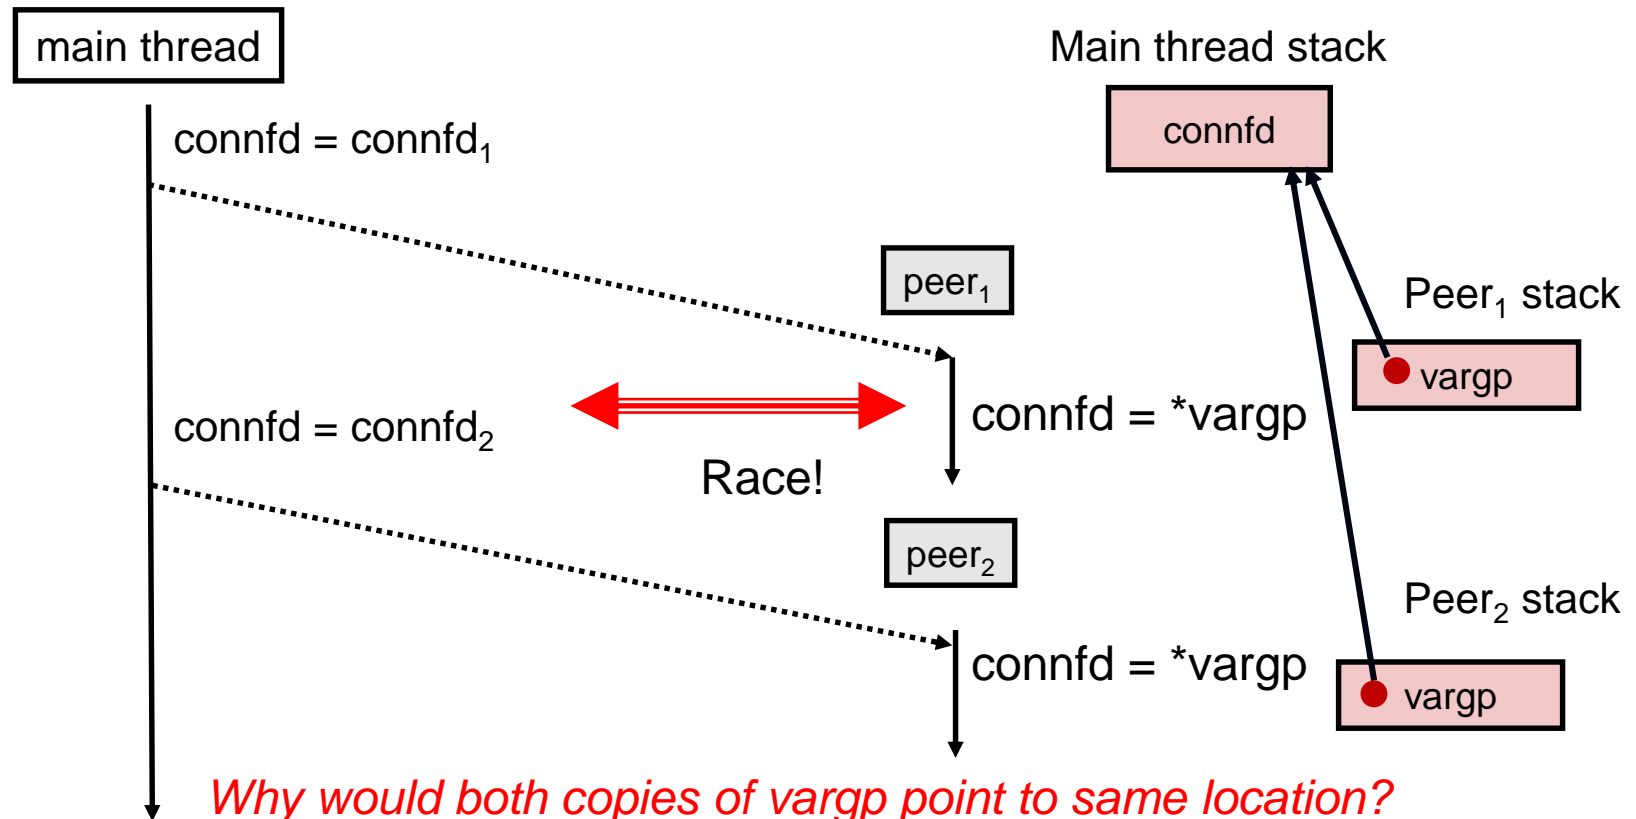 main thread
Main thread stack
connfd
connfd = connfd₁
peer₁
Peer₁ stack
vargp
connfd = *vargp
connfd = connfd₂
Race!
peer₂
Peer₂ stack
connfd = *vargp
vargp
Why would both copies of vargp point to same location?